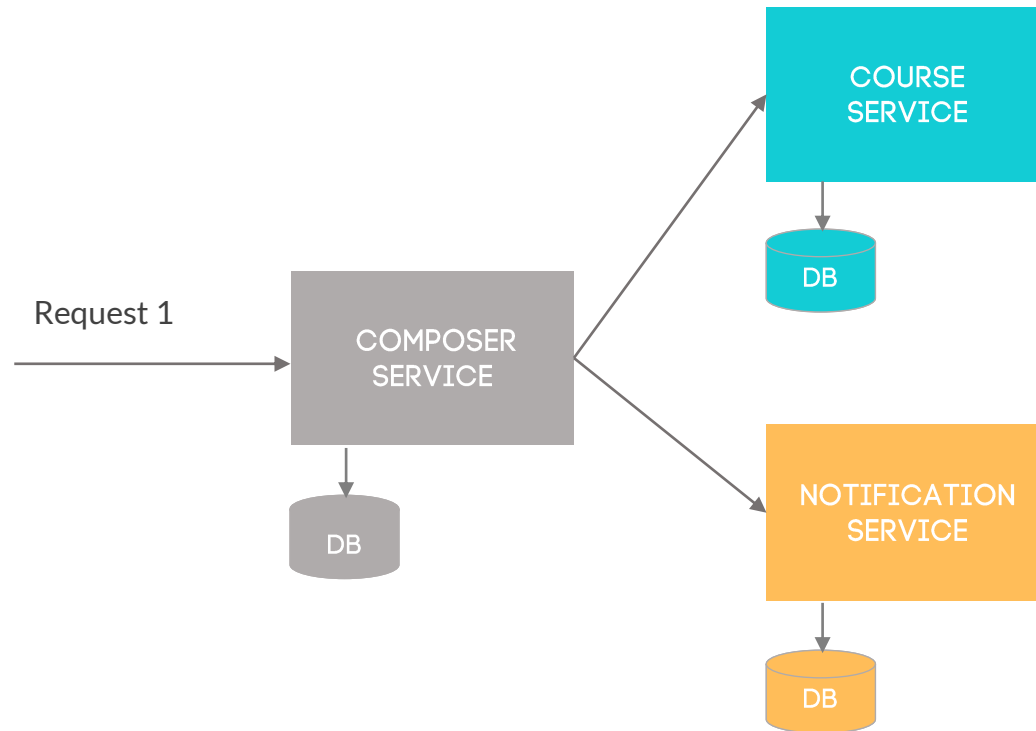 COURSE
SERVICE
DB
Request 1
COMPOSER
SERVICE
DB
NOTIFICATION
SERVICE
DB